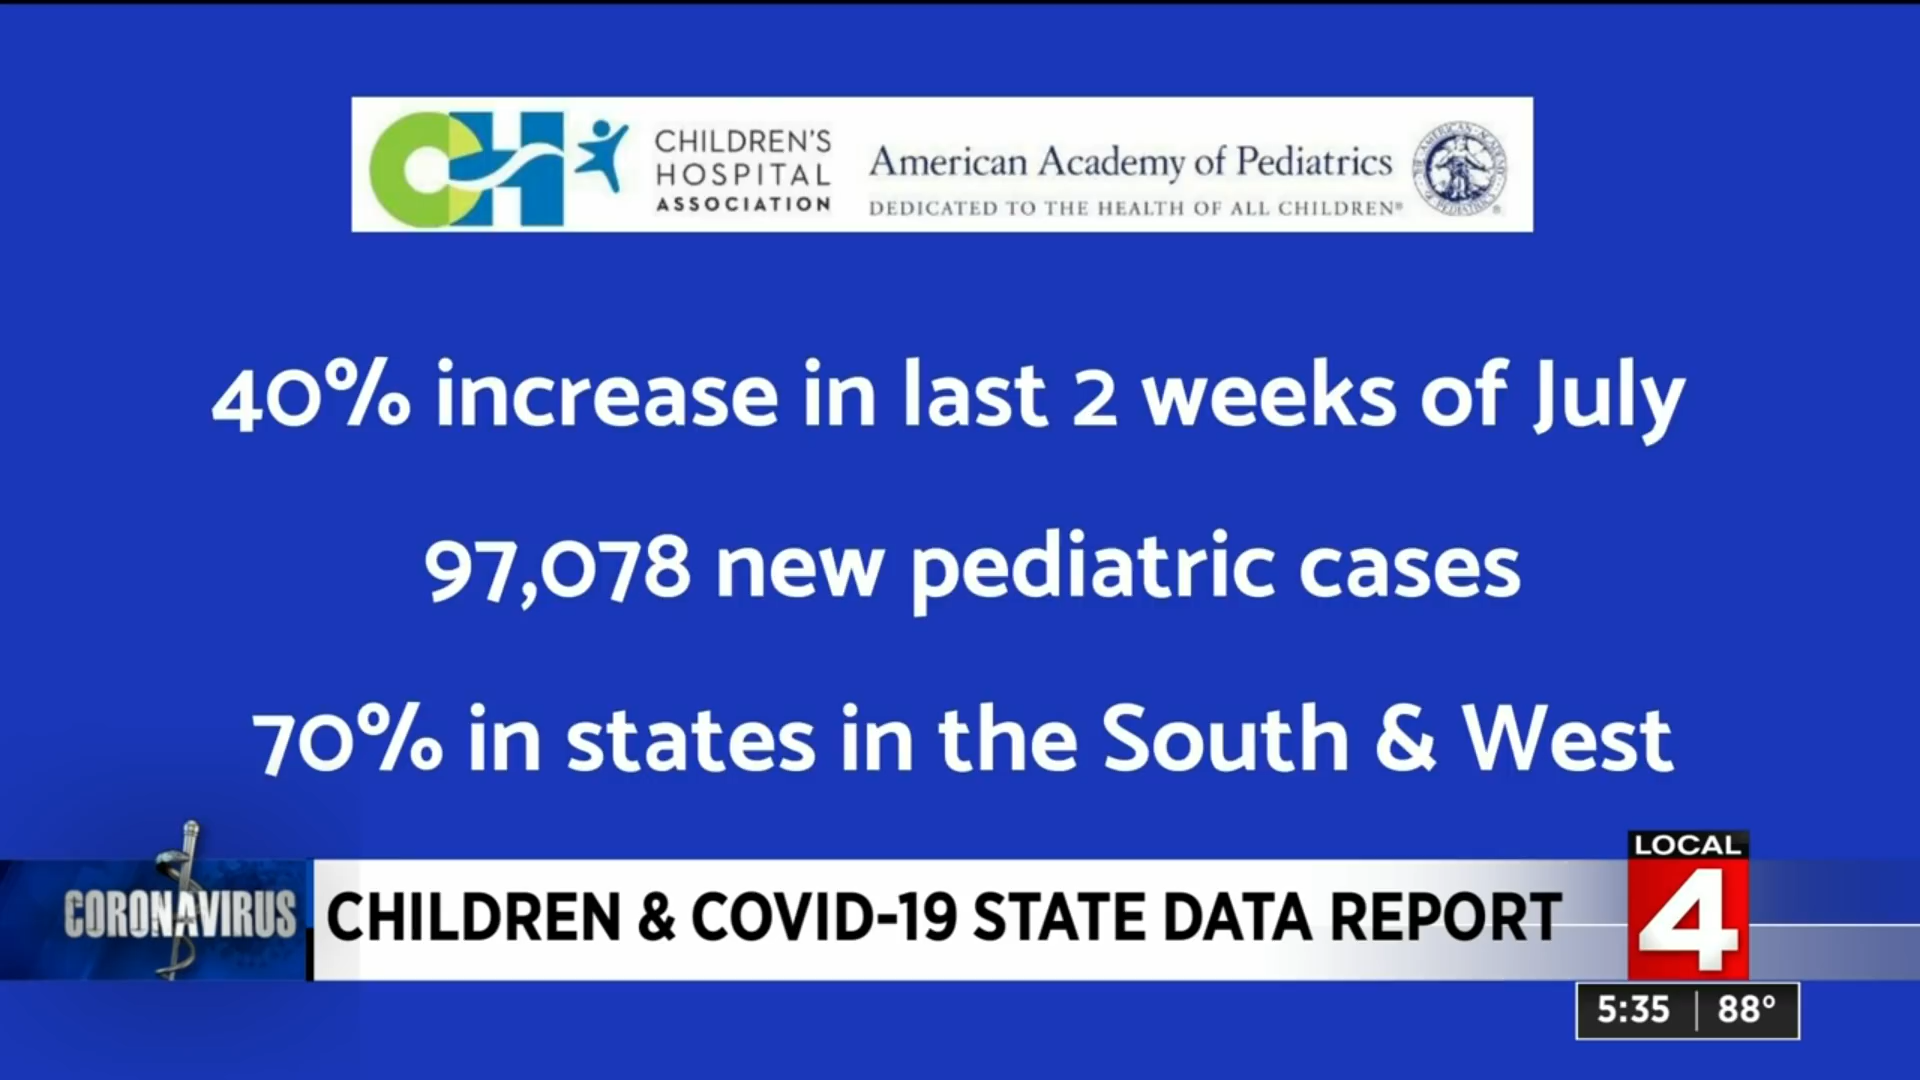 CH
CHILDREN'S
HOSPITAL
ASSOCIATION
American Academy of Pediatrics
DEDICATED TO THE HEALTH OF ALL CHILDREN®
40% increase in last 2 weeks of July
97,078 new pediatric cases
70% in states in the South & West
CORONAVIRUS
CHILDREN & COVID-19 STATE DATA REPORT
LOCAL
4
5:35 | 88°